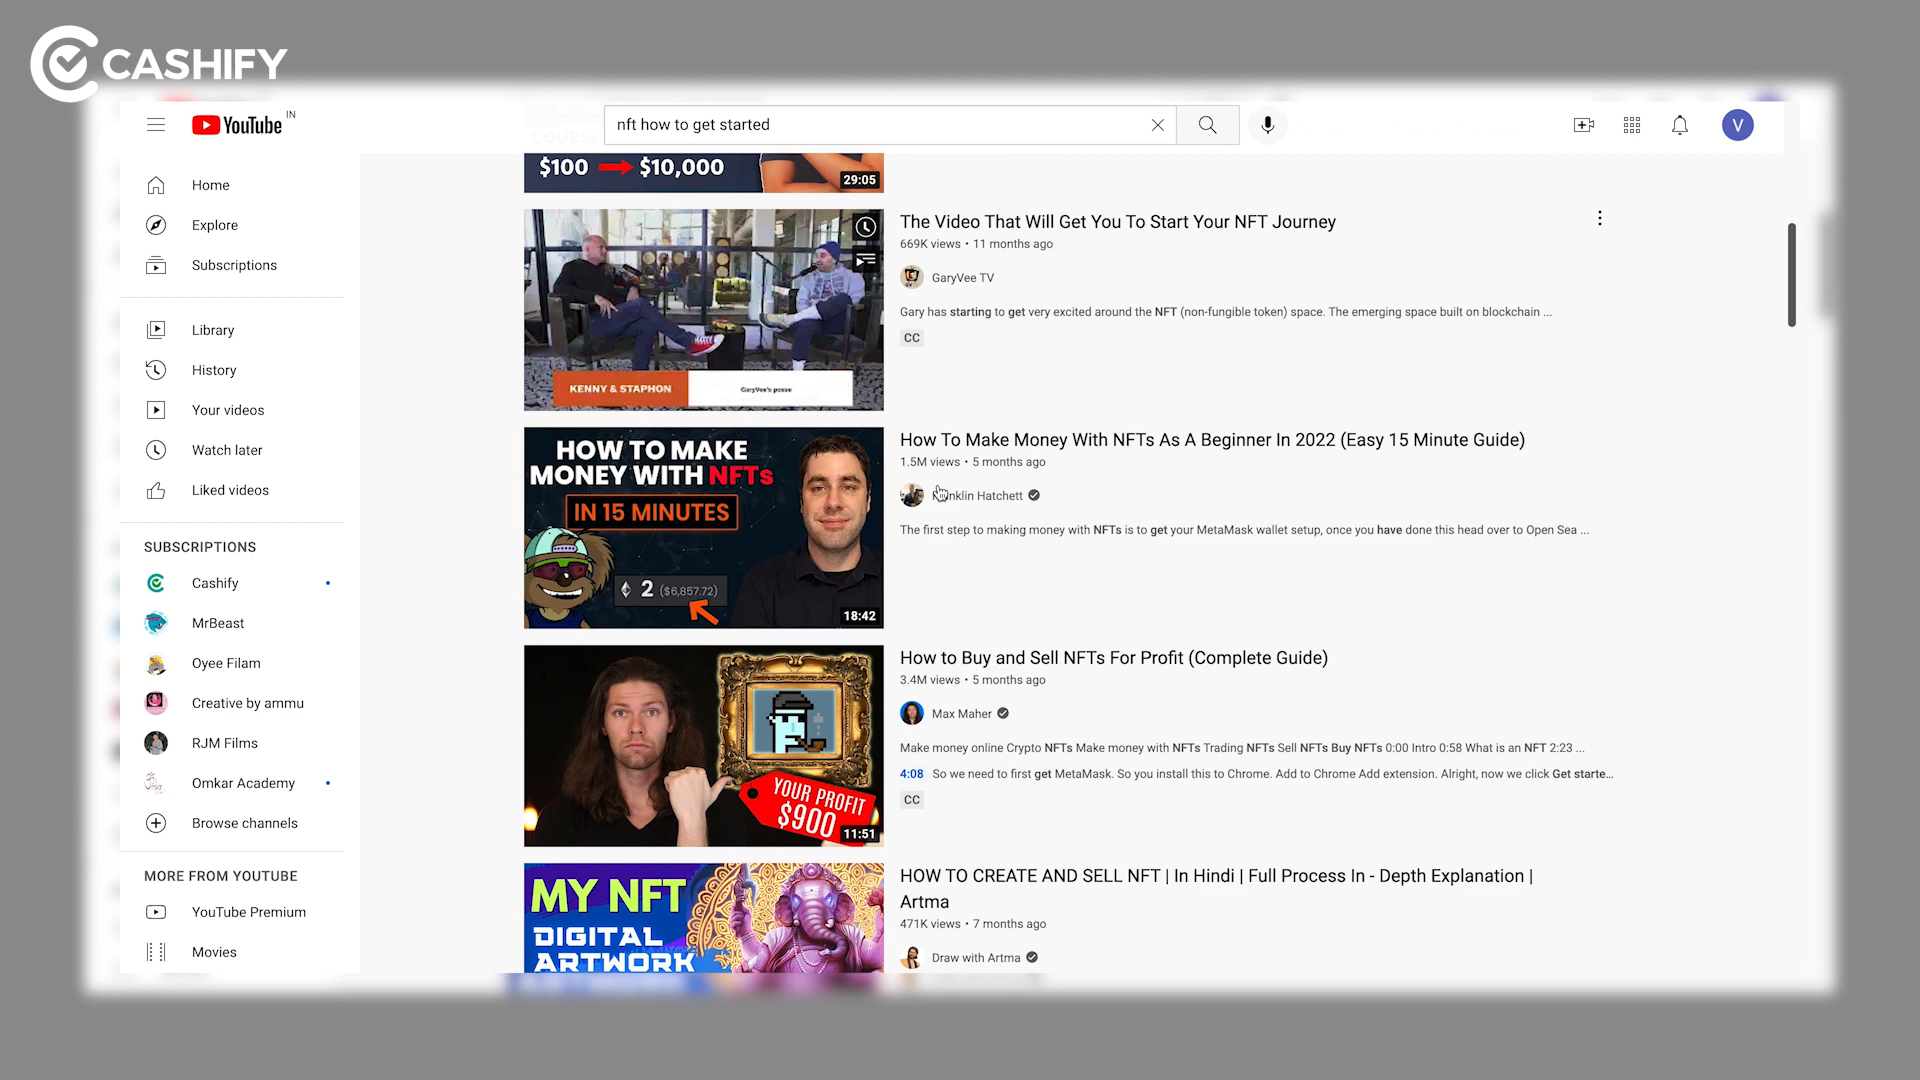 CASHIFY
YouTube IN
nft how to get started
V
Home
Explore
Subscriptions
Library
History
Your videos
Watch later
Liked videos
SUBSCRIPTIONS
Cashify
MrBeast
Oyee Filam
Creative by ammu
RJM Films
Omkar Academy
Browse channels
MORE FROM YOUTUBE
YouTube Premium
Movies
$100 $10,000
29:05
KENNY & STAPHON
GaryVee's posse
The Video That Will Get You To Start Your NFT Journey
669K views • 11 months ago
GaryVee TV
Gary has starting to get very excited around the NFT (non-fungible token) space. The emerging space built on blockchain ...
CC
HOW TO MAKE
MONEY WITH NFTs
IN 15 MINUTES
2 ($6,857.72)
18:42
How To Make Money With NFTs As A Beginner In 2022 (Easy 15 Minute Guide)
1.5M views • 5 months ago
Hatchett
The first step to making money with NFTs is to get your MetaMask wallet setup, once you have done this head over to Open Sea ...
YOUR PROFIT
$900
11:51
How to Buy and Sell NFTs For Profit (Complete Guide)
3.4M views • 5 months ago
Max Maher
Make money online Crypto NFTs Make money with NFTs Trading NFTs Sell NFTs Buy NFTs 0:00 Intro 0:58 What is an NFT 2:23 ...
4:08 So we need to first get MetaMask. So you install this to Chrome. Add to Chrome Add extension. Alright, now we click Get starte...
CC
MY NFT
DIGITAL
ARTWORK
HOW TO CREATE AND SELL NFT | In Hindi | Full Process In - Depth Explanation |
Artma
471K views • 7 months ago
Draw with Artma